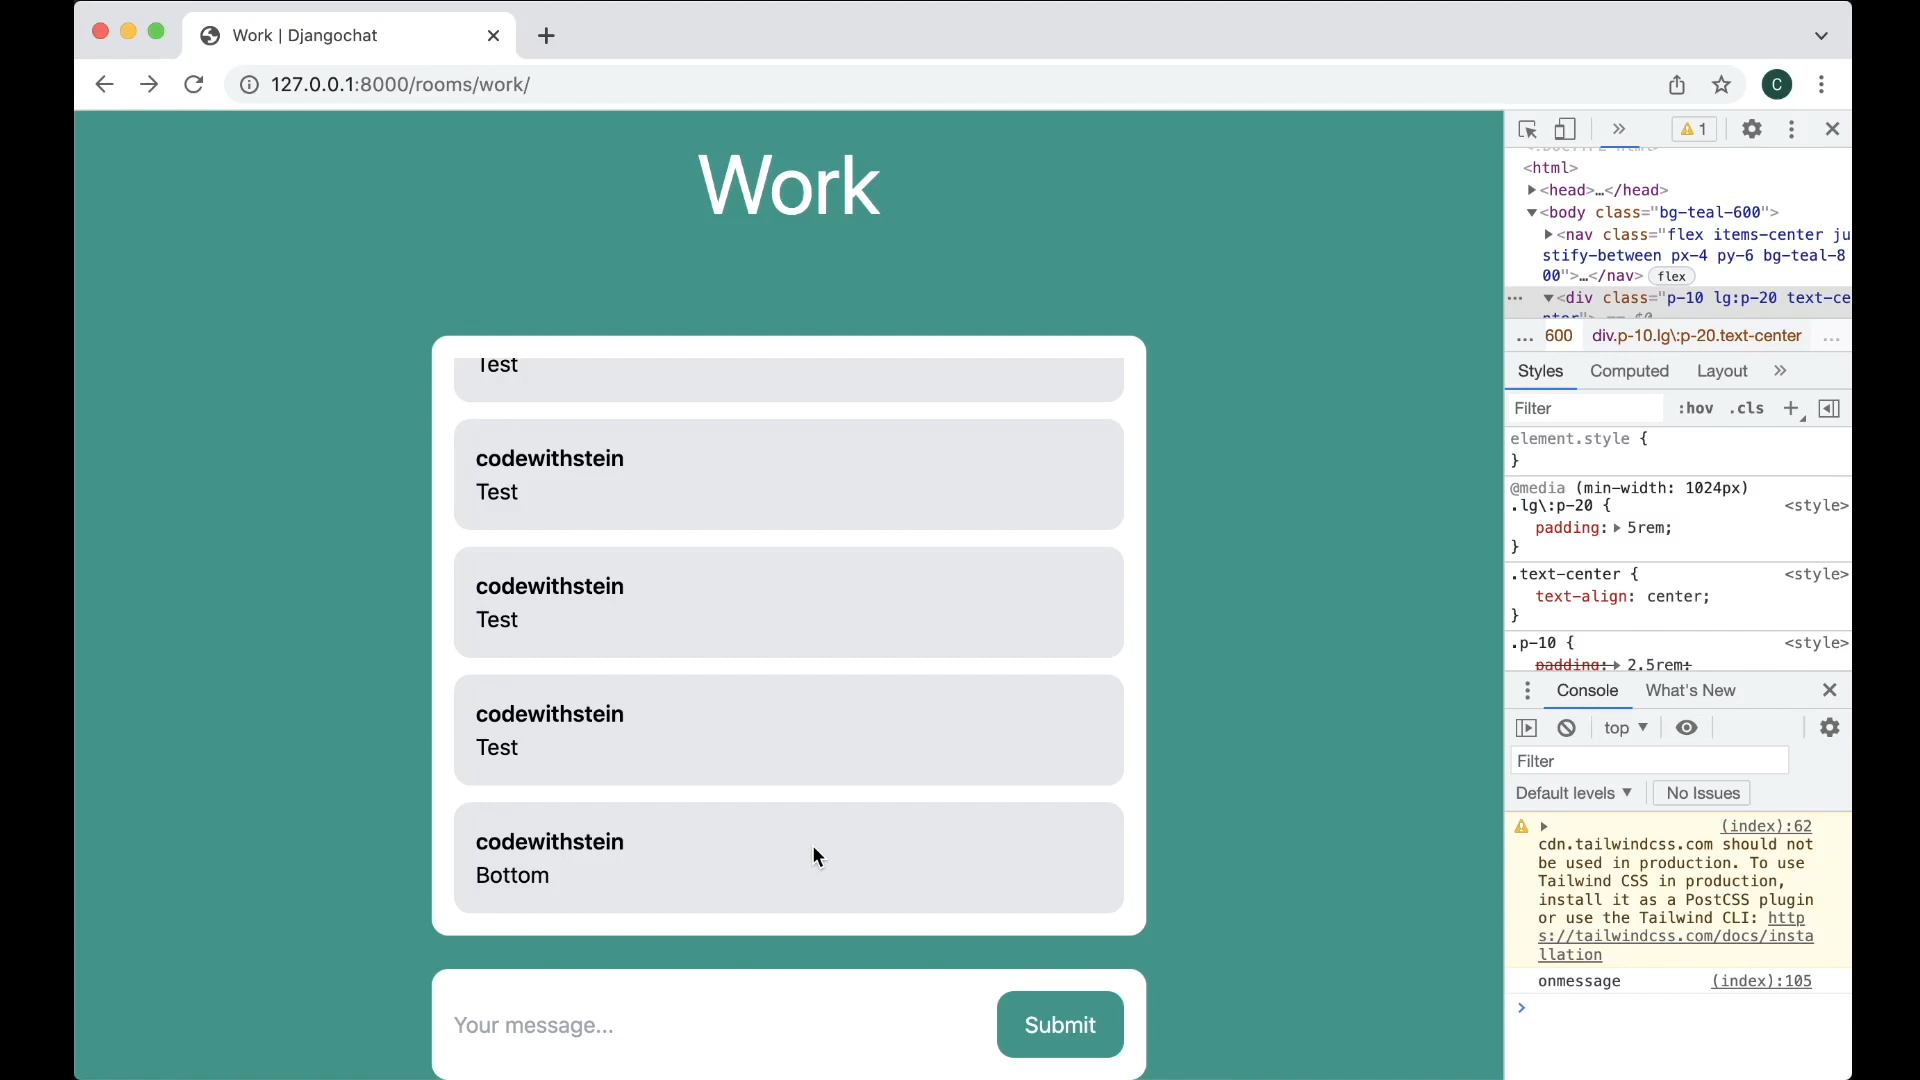 Work | Djangochat
127.0.0.1:8000/rooms/work/
C
Work
Test
codewithstein
Test
codewithstein
Test
codewithstein
Test
codewithstein
Bottom
Your message...
Submit
1
<!DOCTYPE html>
<html>
<head>…</head>
<body class="bg-teal-600">
<nav class="flex items-center ju
stify-between px-4 py-6 bg-teal-8
00">…</nav> flex
<div class="p-10 lg:p-20 text-ce
nter"> == $0
… 600 div.p-10.lg\:p-20.text-center …
Styles Computed Layout
Filter :hov .cls
element.style {
}
@media (min-width: 1024px)
.lg\:p-20 { <style>
padding: 5rem;
}
.text-center { <style>
text-align: center;
}
.p-10 { <style>
padding: 2.5rem;
Console What's New
top
Filter
Default levels No Issues
(index):62
cdn.tailwindcss.com should not
be used in production. To use
Tailwind CSS in production,
install it as a PostCSS plugin
or use the Tailwind CLI: http
s://tailwindcss.com/docs/insta
llation
onmessage (index):105